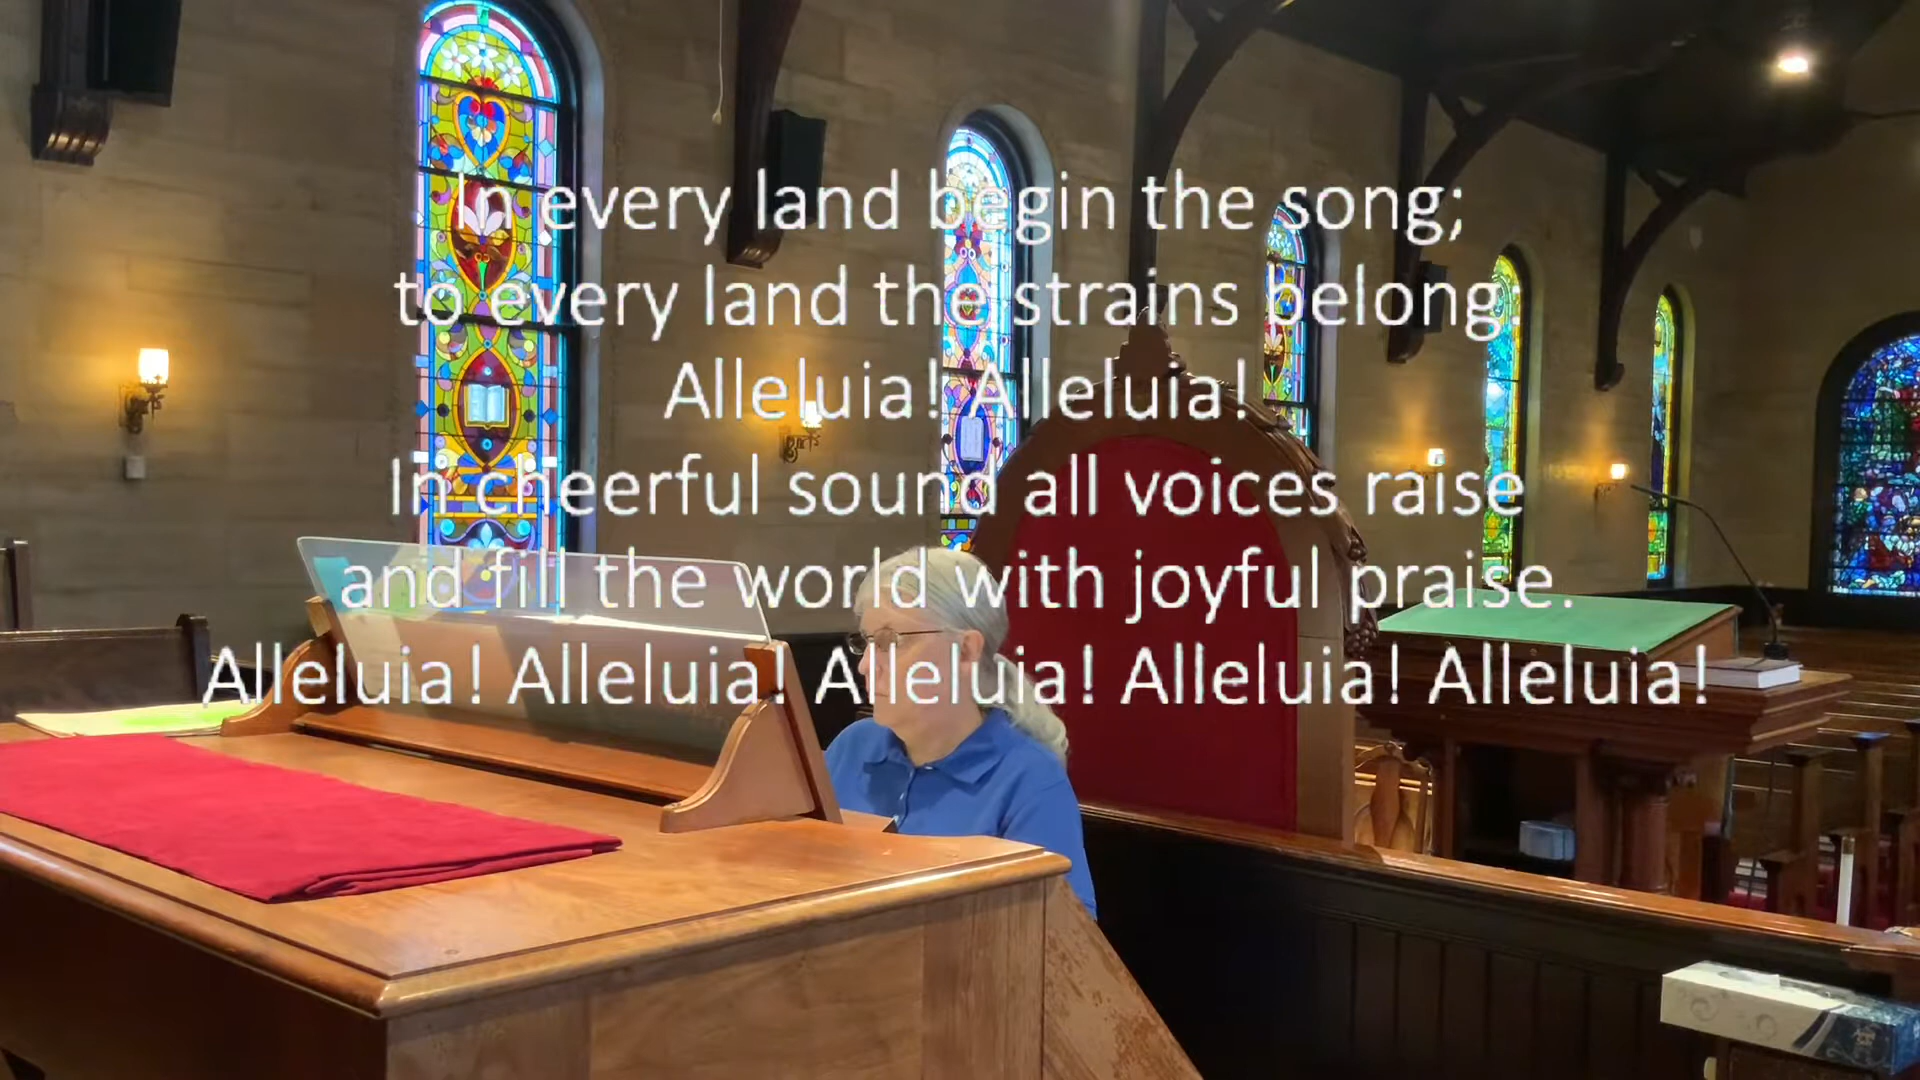 In every land begin the song;
to every land the strains belong.
Alleluia! Alleluia!
In cheerful sound all voices raise
and fill the world with joyful praise.
Alleluia! Alleluia! Alleluia! Alleluia! Alleluia!